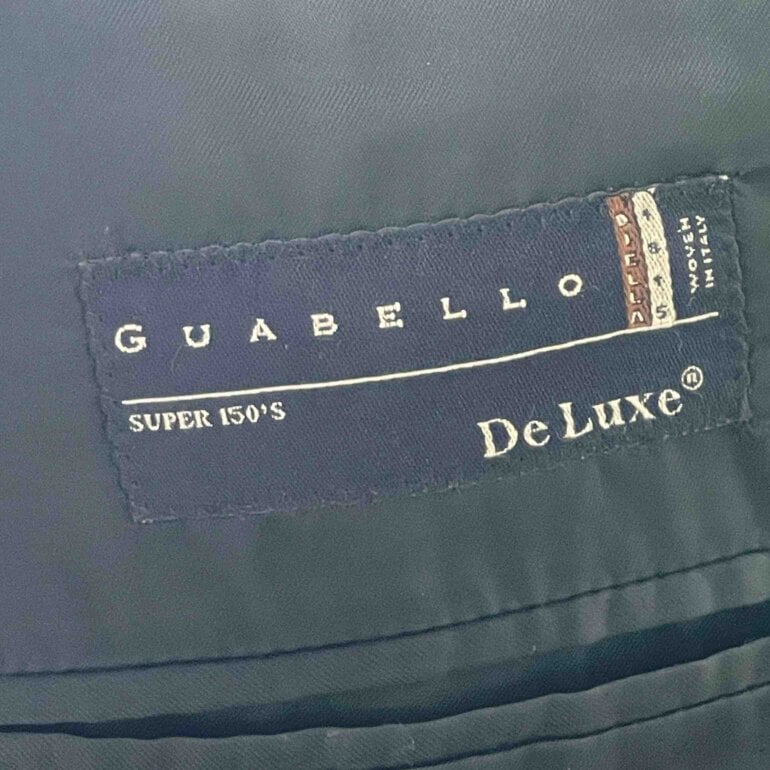 GUABELLO
BIELLA
1815
WOVEN
IN ITALY
SUPER 150'S
De Luxe®